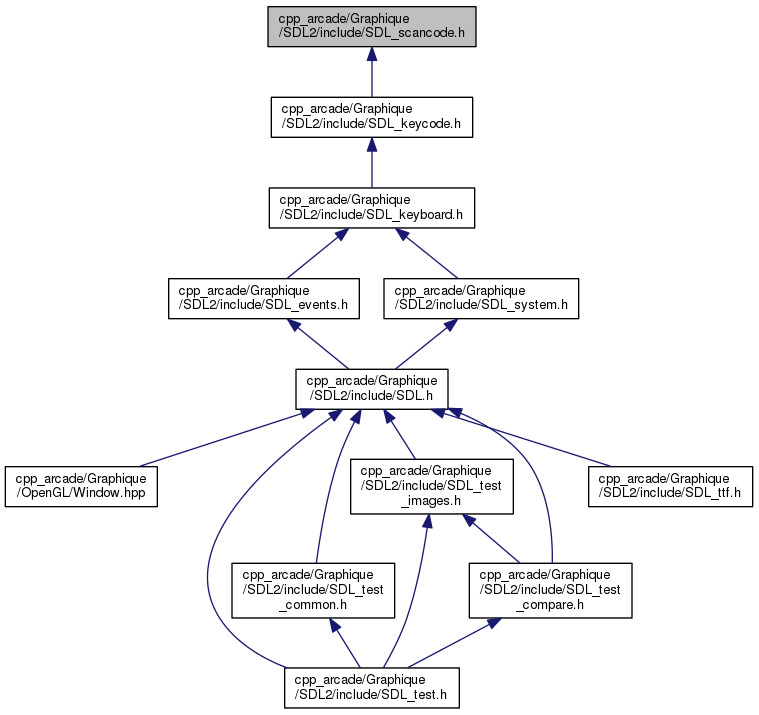 cpp_arcade/Graphique
/SDL2/include/SDL_scancode.h
cpp_arcade/Graphique
/SDL2/include/SDL_keycode.h
cpp_arcade/Graphique
/SDL2/include/SDL_keyboard.h
cpp_arcade/Graphique
/SDL2/include/SDL_events.h
cpp_arcade/Graphique
/SDL2/include/SDL_system.h
cpp_arcade/Graphique
/SDL2/include/SDL.h
cpp_arcade/Graphique
/OpenGL/Window.hpp
cpp_arcade/Graphique
/SDL2/include/SDL_test
_images.h
cpp_arcade/Graphique
/SDL2/include/SDL_ttf.h
cpp_arcade/Graphique
/SDL2/include/SDL_test
_common.h
cpp_arcade/Graphique
/SDL2/include/SDL_test
_compare.h
cpp_arcade/Graphique
/SDL2/include/SDL_test.h